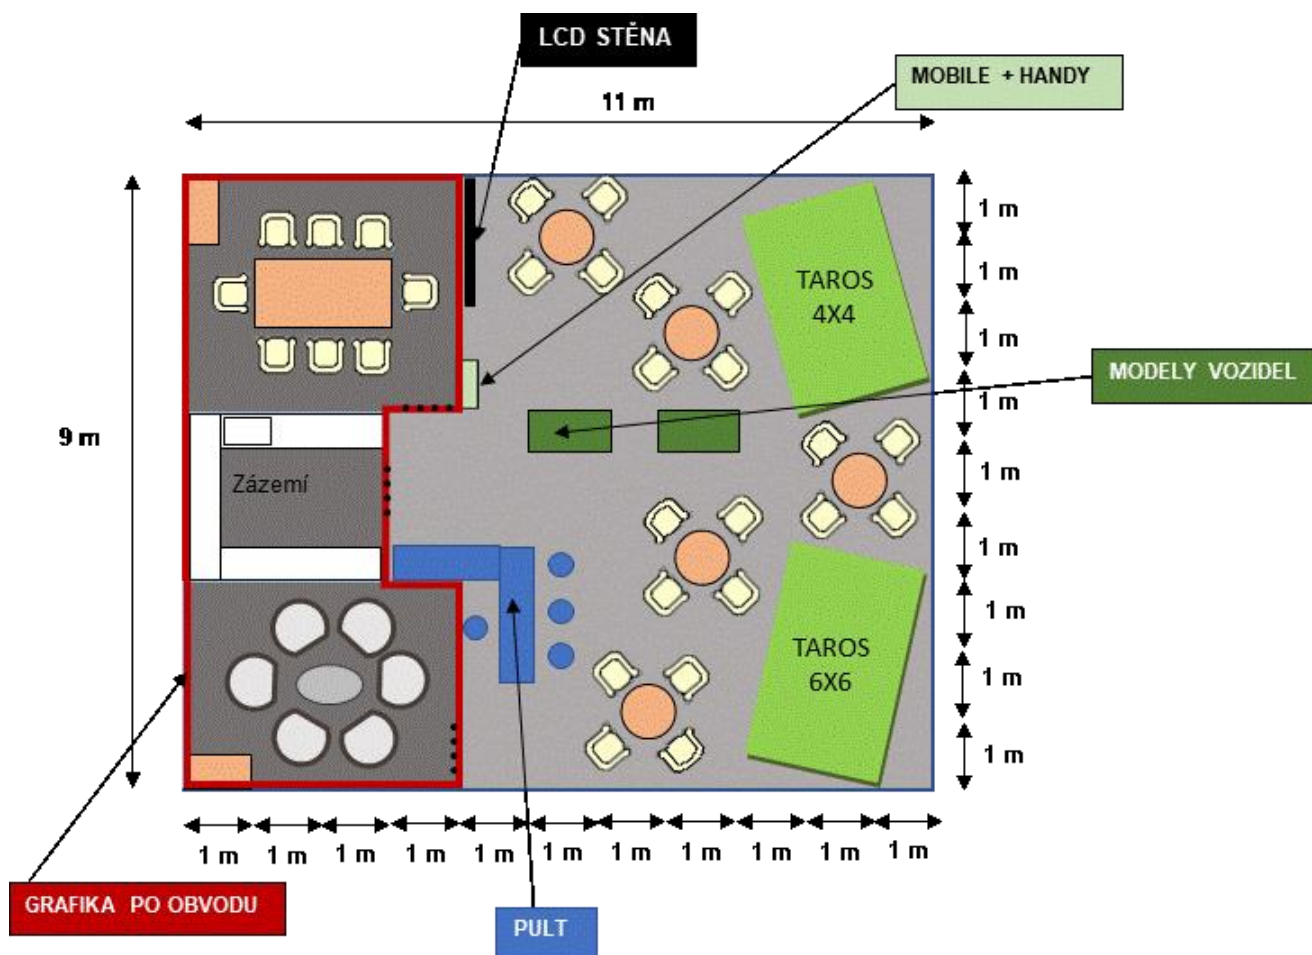 LCD STĚNA
MOBILE + HANDY
11 m
1 m
TAROS
4X4
1 m
1 m
MODELY VOZIDEL
1 m
9 m
1 m
Zázemí
1 m
1 m
TAROS
6X6
1 m
1 m
1 m 1 m 1 m 1 m 1 m 1 m 1 m 1 m 1 m 1 m 1 m
GRAFIKA PO OBVODU
PULT